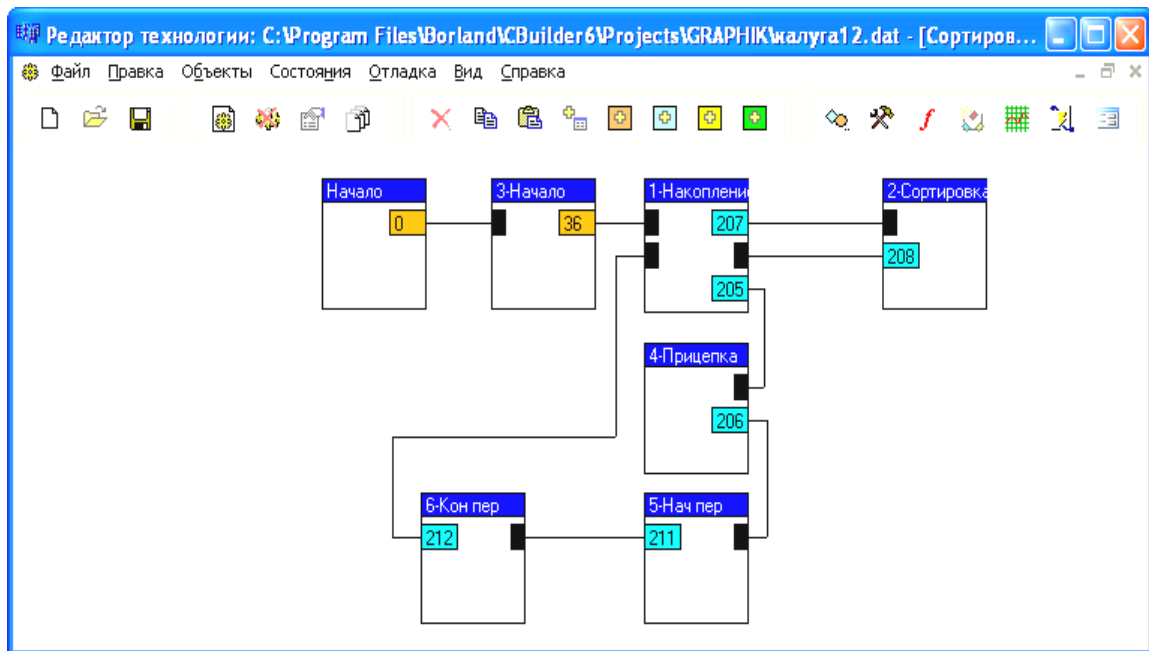 Редактор технологии: C:\Program Files\Borland\CBuilder6\Projects\GRAPHIK\калуга12.dat - [Сортиров...
Файл Правка Объекты Состояния Отладка Вид Справка
Начало 3-Начало 1-Накоплени 2-Сортировка
0 36 207
208
205
4-Прицепка
206
6-Кон пер 5-Нач пер
212 211